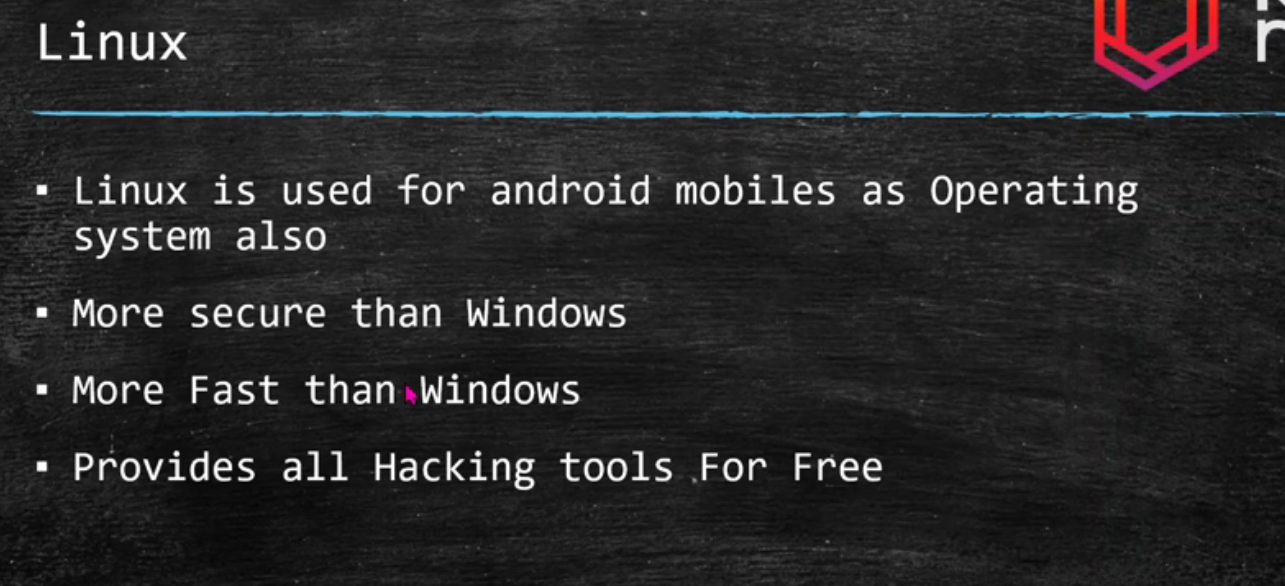 Linux
▪ Linux is used for android mobiles as Operating
system also
▪ More secure than Windows
▪ More Fast than Windows
▪ Provides all Hacking tools For Free